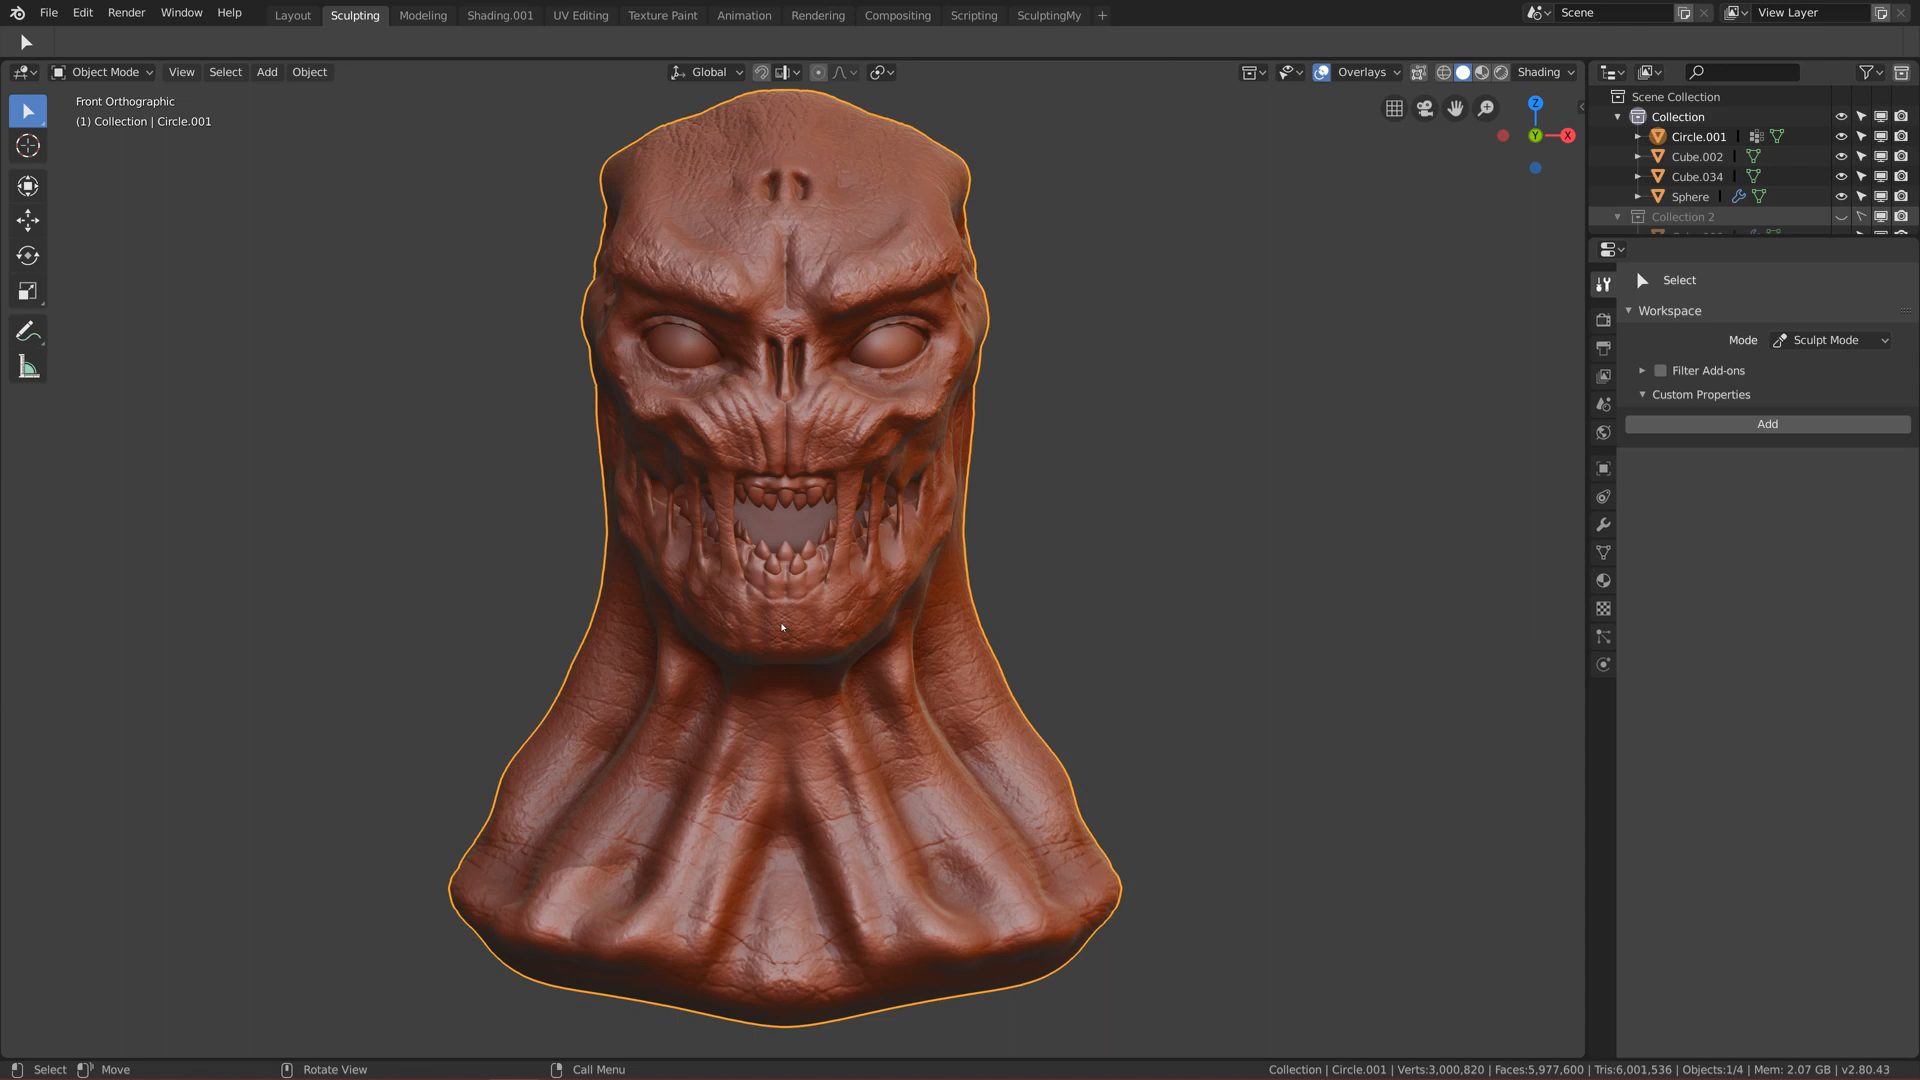 File Edit Render Window Help Layout Sculpting Modeling Shading.001 UV Editing Texture Paint Animation Rendering Compositing Scripting SculptingMy + Scene View Layer
Object Mode View Select Add Object Global Overlays Shading
Front Orthographic
(1) Collection | Circle.001
Z
Y
X
Scene Collection
Collection
Circle.001
Cube.002
Cube.034
Sphere
Collection 2
Select
Workspace
Mode Sculpt Mode
Filter Add-ons
Custom Properties
Add
Select Move Rotate View Call Menu Collection | Circle.001 | Verts:3,000,820 | Faces:5,977,600 | Tris:6,001,536 | Objects:1/4 | Mem: 2.07 GB | v2.80.43